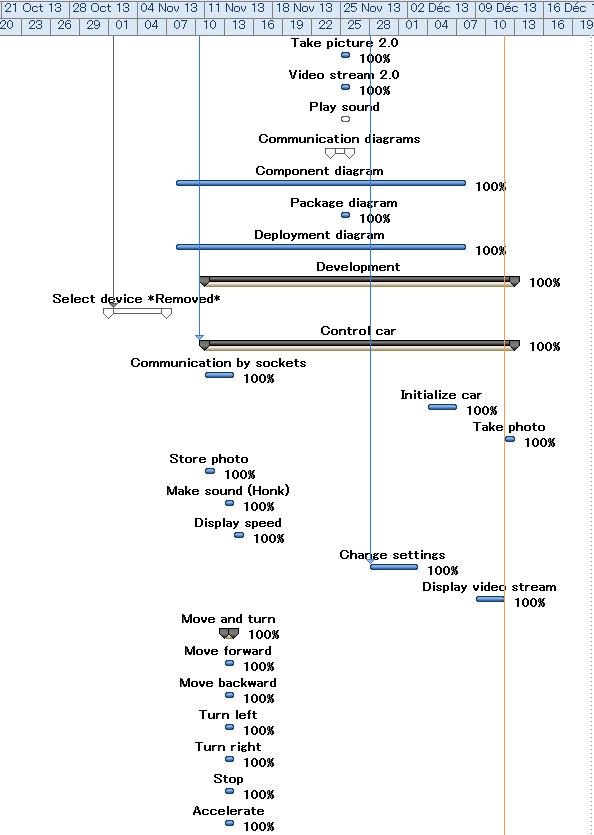 21 Oct 13 28 Oct 13 04 Nov 13 11 Nov 13 18 Nov 13 25 Nov 13 02 Déc 13 09 Déc 13 16 Déc 1
20 23 26 29 01 04 07 10 13 16 19 22 25 28 01 04 07 10 13 16 19
Take picture 2.0
100%
Video stream 2.0
100%
Play sound
Communication diagrams
Component diagram
100%
Package diagram
100%
Deployment diagram
100%
Development
100%
Select device *Removed*
Control car
100%
Communication by sockets
100%
Initialize car
100%
Take photo
100%
Store photo
100%
Make sound (Honk)
100%
Display speed
100%
Change settings
100%
Display video stream
100%
Move and turn
100%
Move forward
100%
Move backward
100%
Turn left
100%
Turn right
100%
Stop
100%
Accelerate
100%